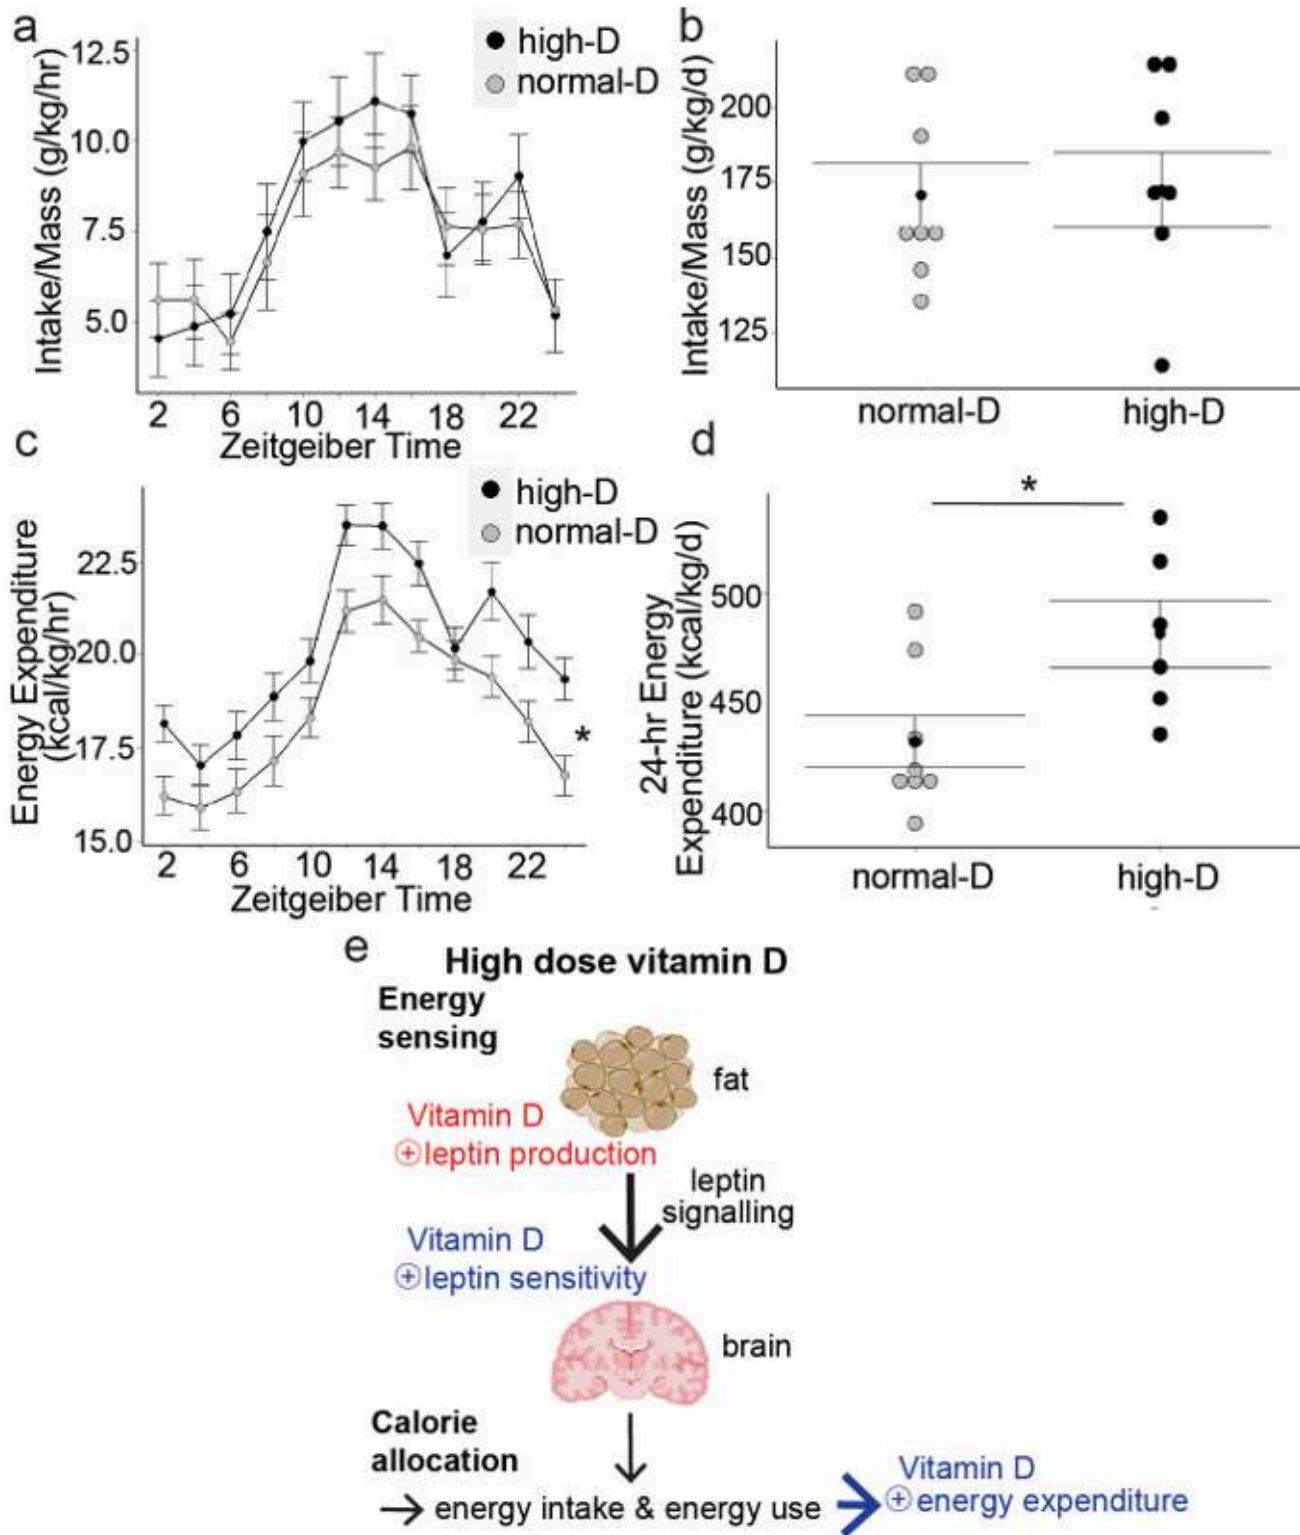 a
Intake/Mass (g/kg/hr)
12.5
10.0
7.5
5.0
high-D
normal-D
2 6 10 14 18 22
Zeitgeiber Time
b
Intake/Mass (g/kg/d)
200
175
150
125
normal-D high-D
c
Energy Expenditure
(kcal/kg/hr)
22.5
20.0
17.5
15.0
high-D
normal-D
*
2 6 10 14 18 22
Zeitgeiber Time
d
24-hr Energy
Expenditure (kcal/kg/d)
500
450
400
*
normal-D high-D
e
High dose vitamin D
Energy
sensing
fat
Vitamin D
+ leptin production
leptin
signalling
Vitamin D
+ leptin sensitivity
brain
Calorie
allocation
→ energy intake & energy use
Vitamin D
+ energy expenditure